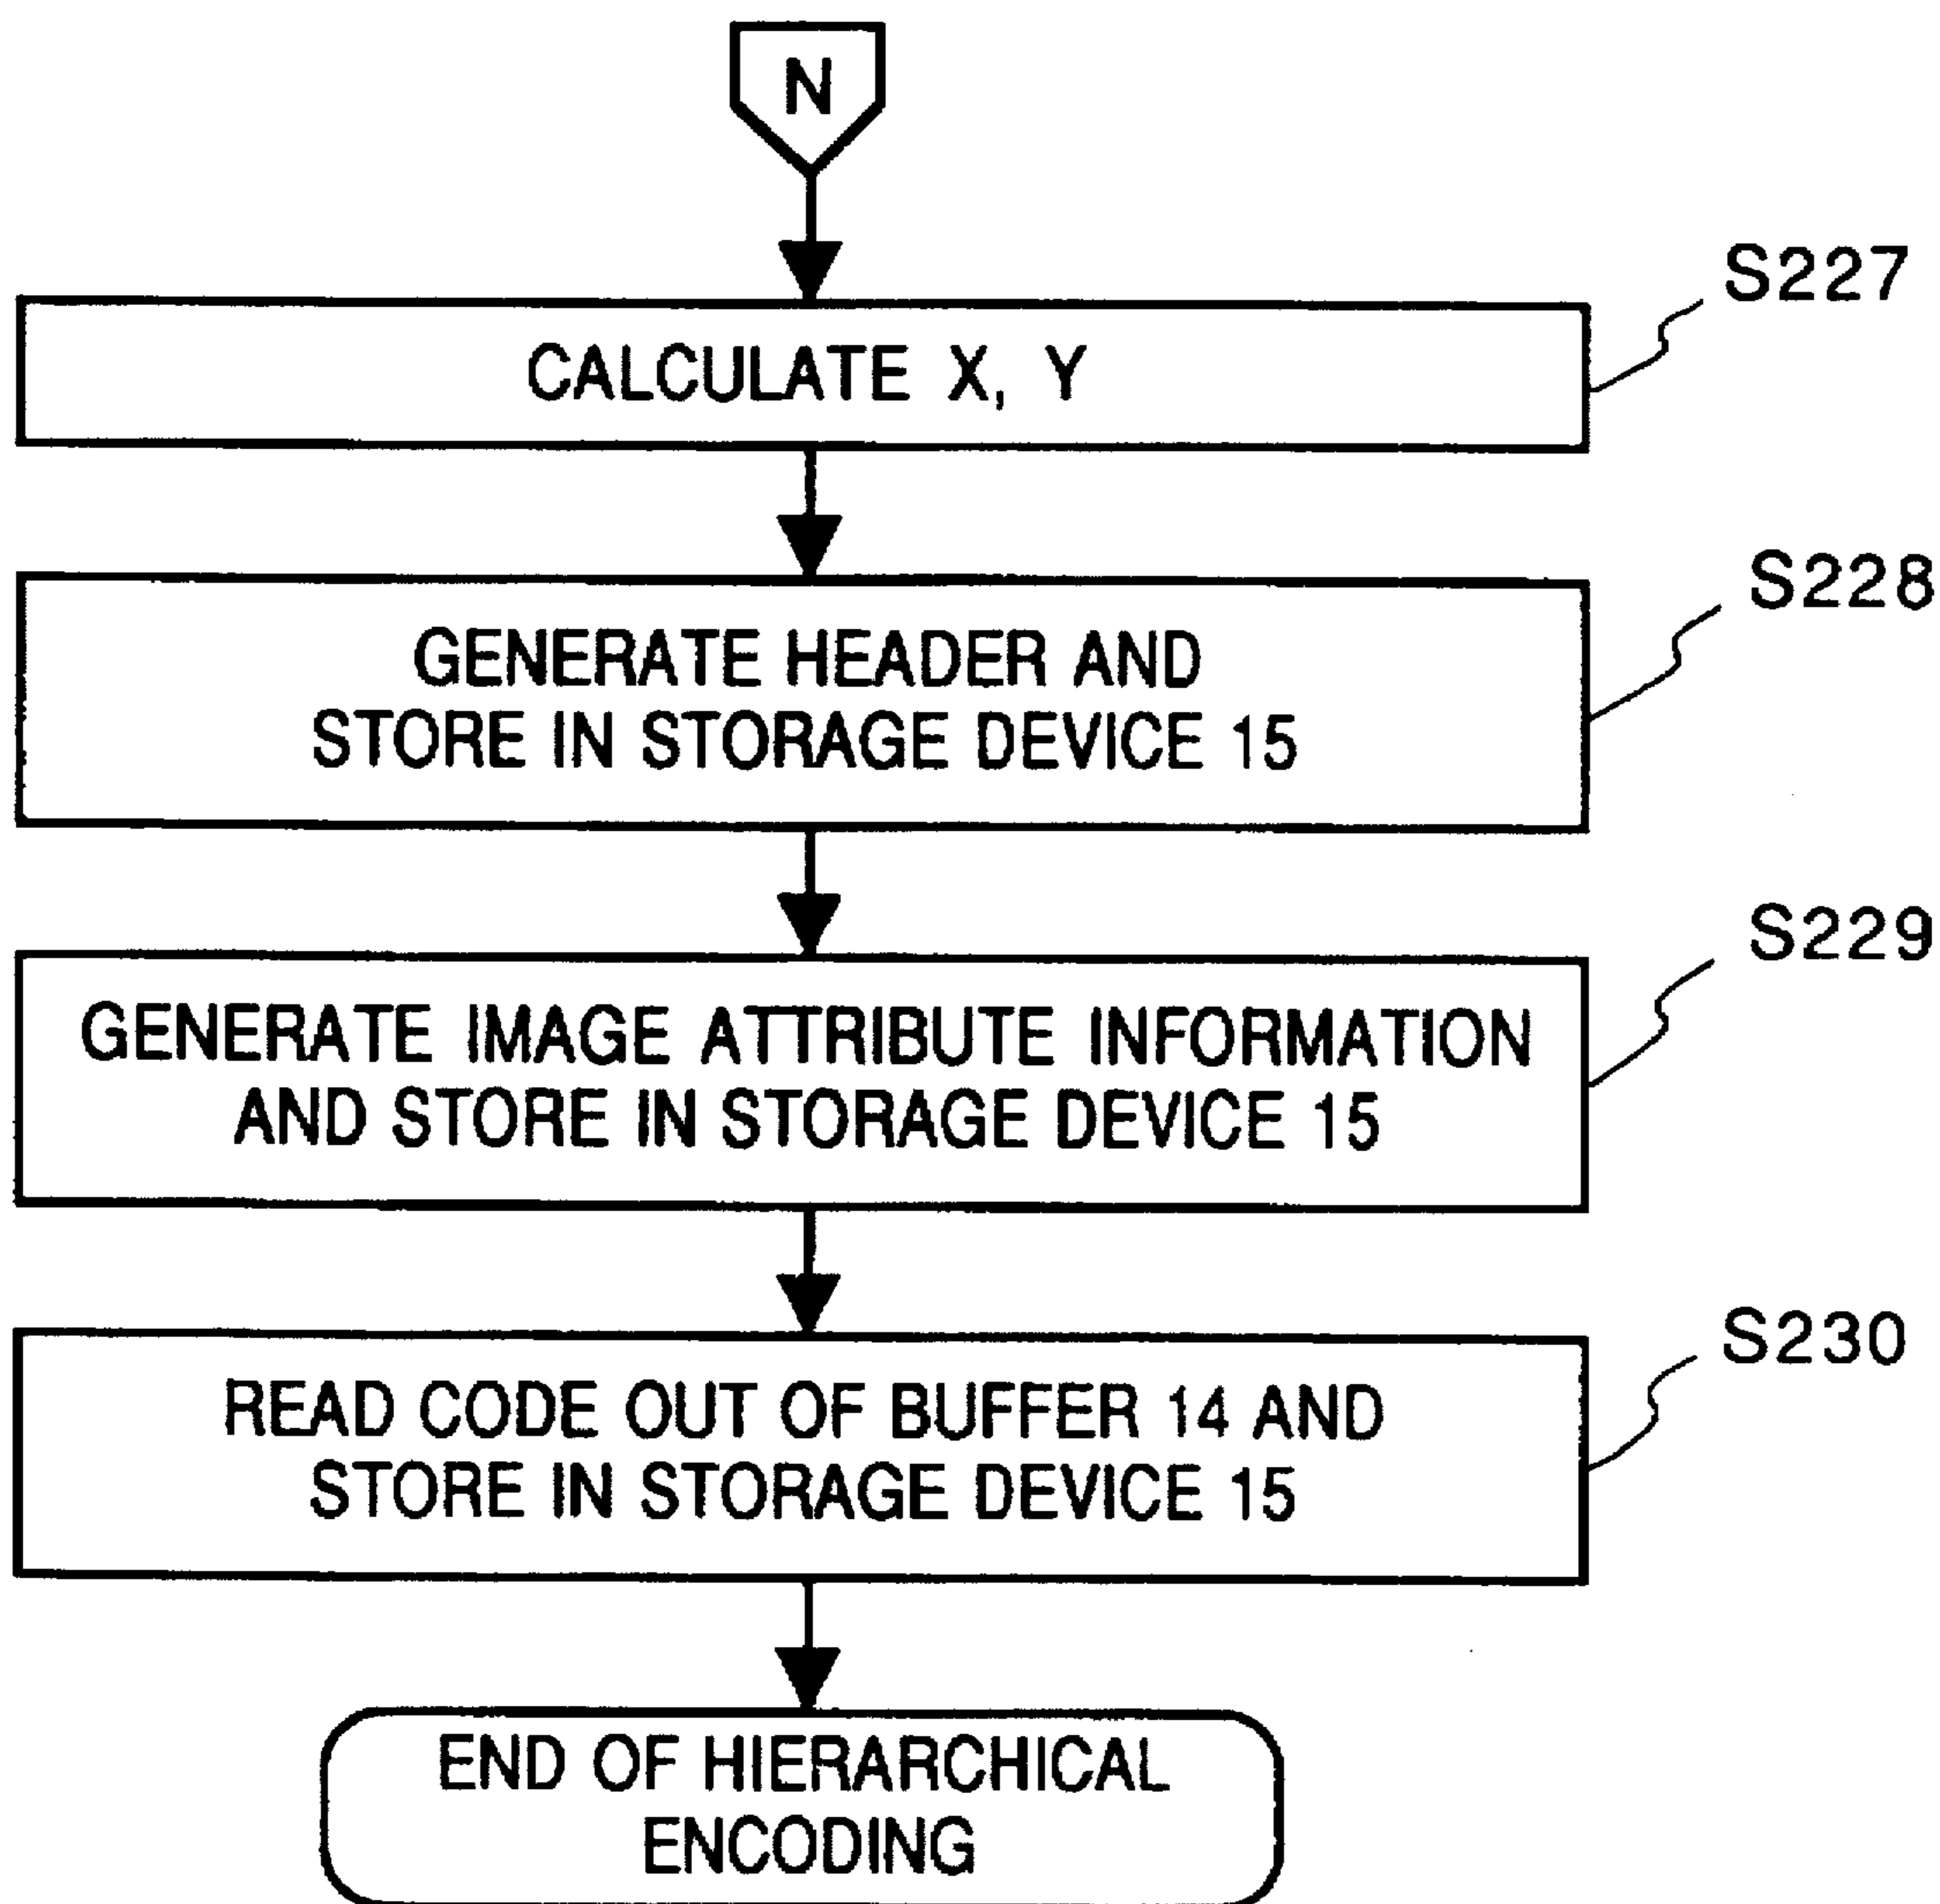 N
S227
CALCULATE X, Y
S228
GENERATE HEADER AND
STORE IN STORAGE DEVICE 15
S229
GENERATE IMAGE ATTRIBUTE INFORMATION
AND STORE IN STORAGE DEVICE 15
S230
READ CODE OUT OF BUFFER 14 AND
STORE IN STORAGE DEVICE 15
END OF HIERARCHICAL
ENCODING